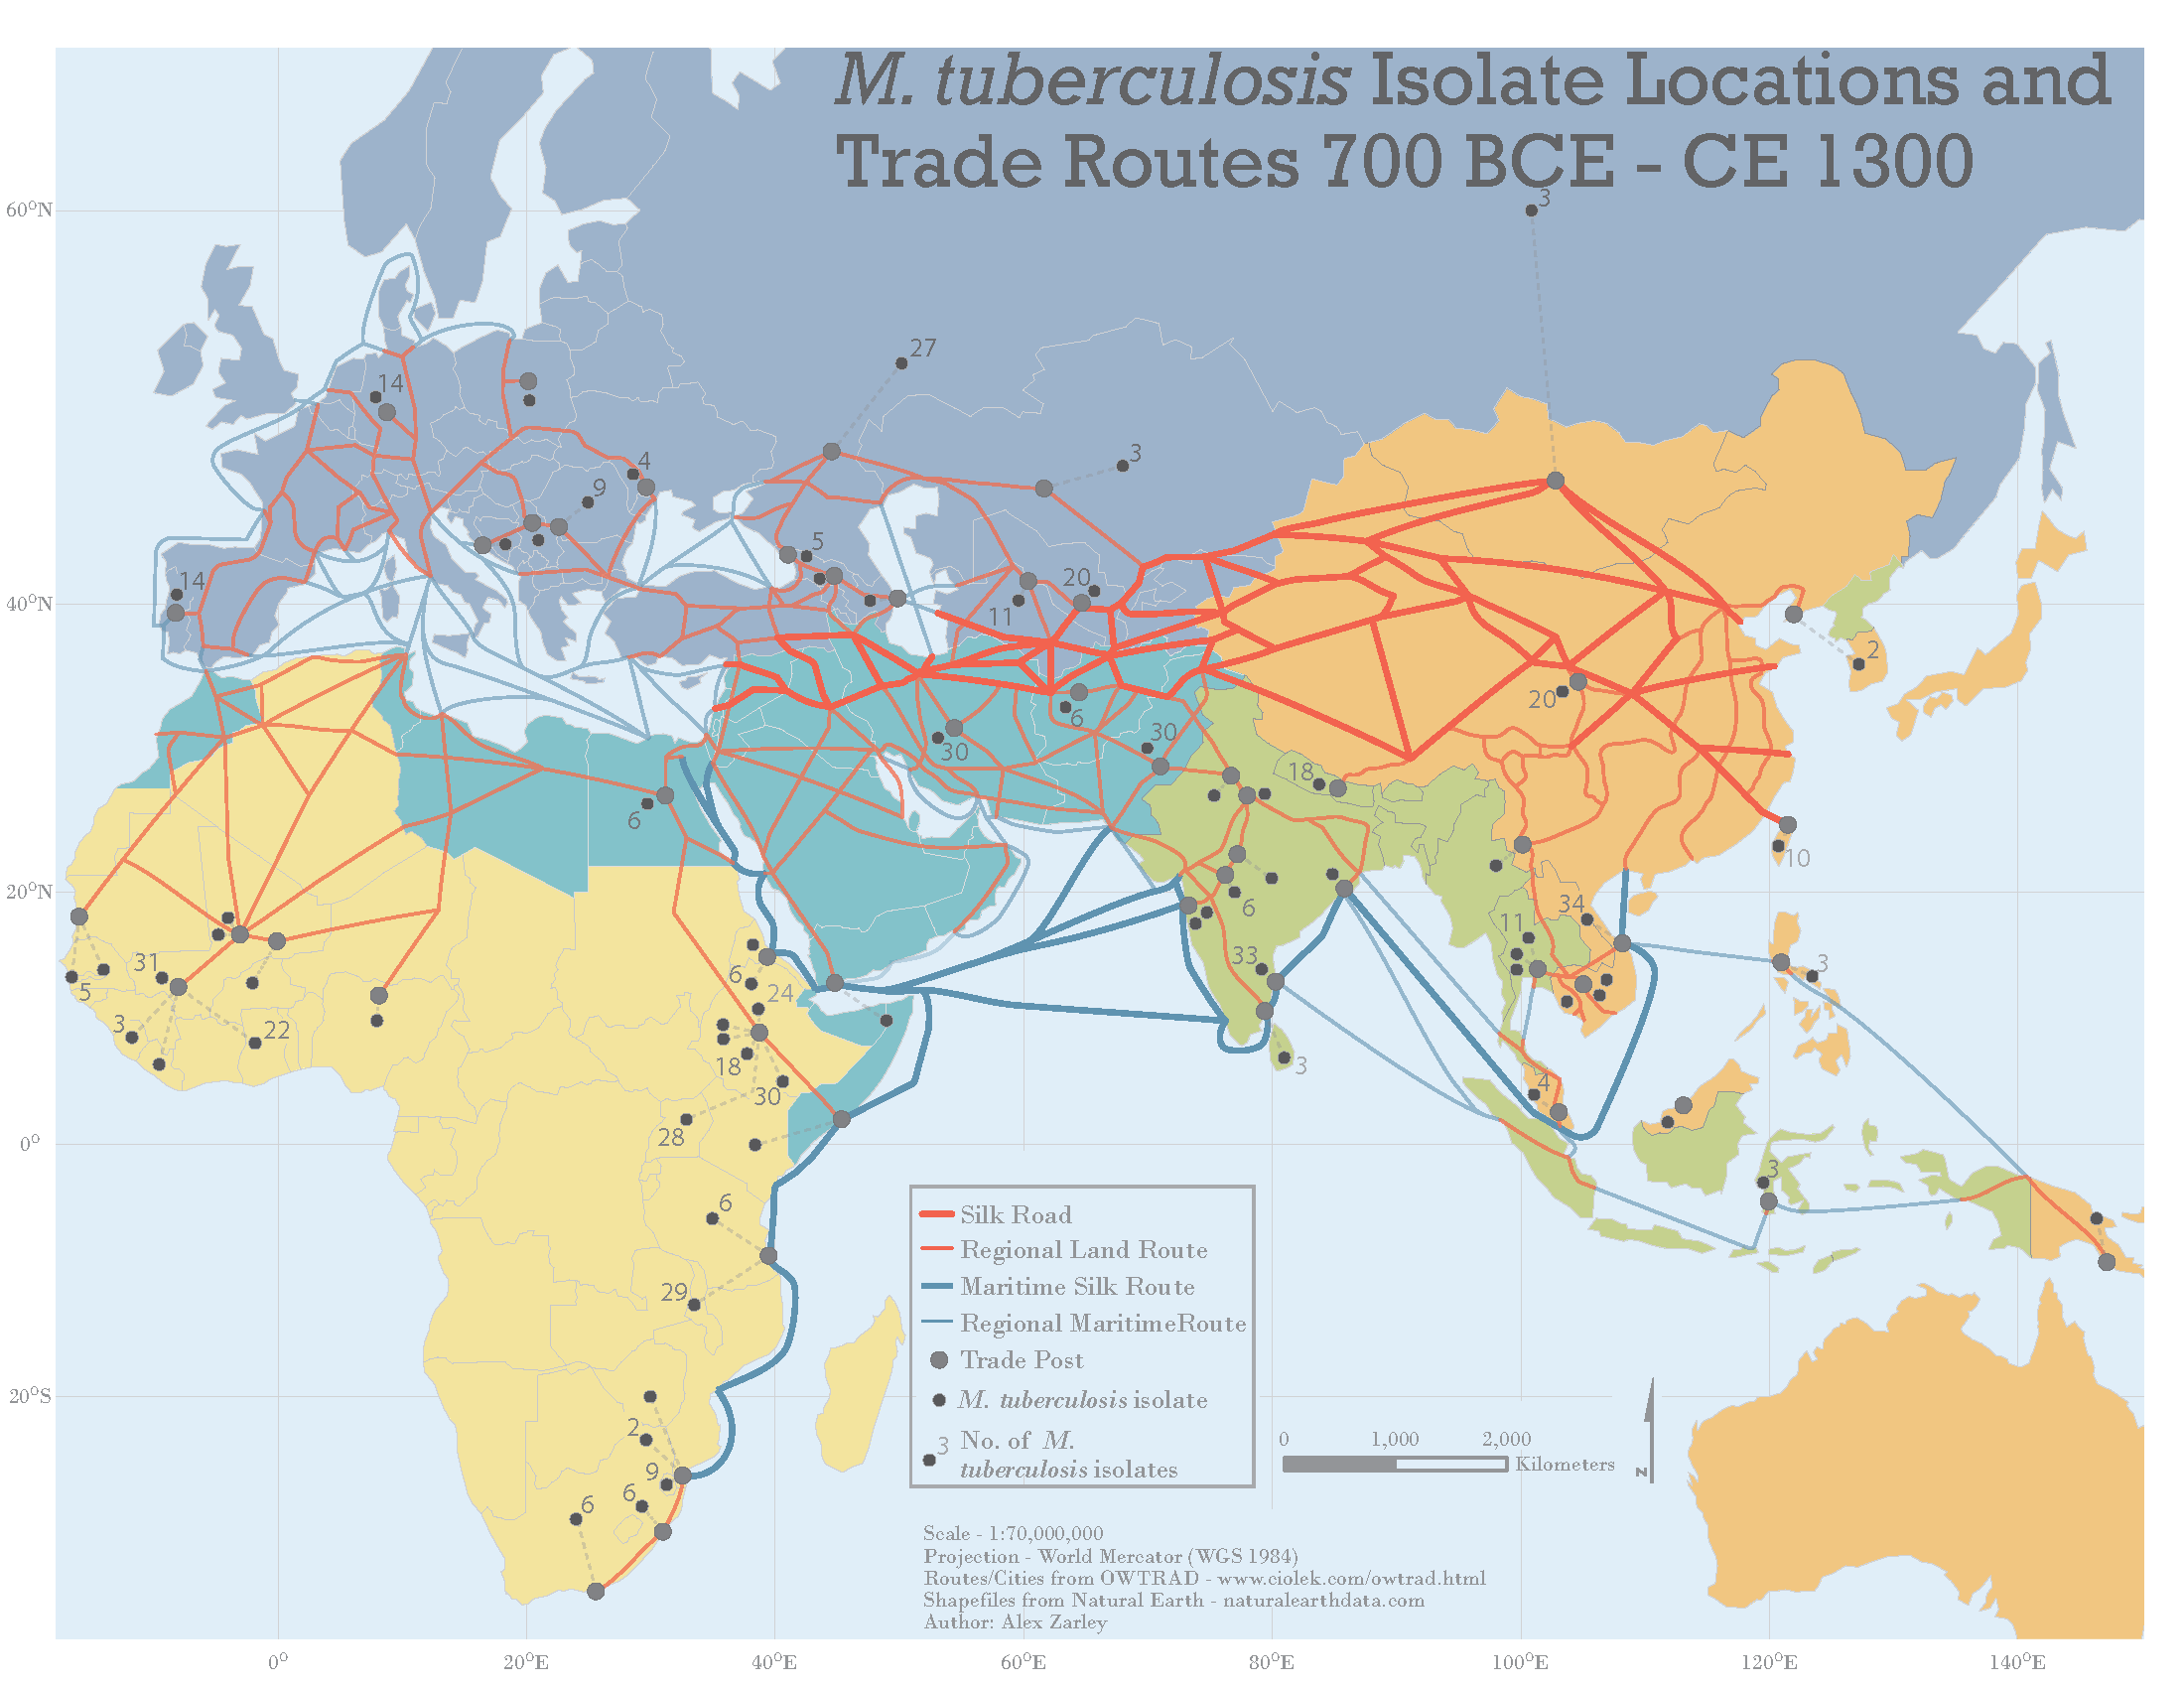 M. tuberculosis Isolate Locations and
Trade Routes 700 BCE - CE 1300
3
60°N
27
14
3
4
9
5
14
20
11
40°N
2
20
6
30
30
18
6
10
20°N
6
34
31
33
11
3
5
6
24
3
22
18
4
3
30
28
0°
3
6
29
20°S
2
9
6
6
Silk Road
Regional Land Route
Maritime Silk Route
Regional MaritimeRoute
Trade Post
M. tuberculosis isolate
3 No. of M.
tuberculosis isolates
0 1,000 2,000
Kilometers
N
Scale - 1:70,000,000
Projection - World Mercator (WGS 1984)
Routes/Cities from OWTRAD - www.ciolek.com/owtrad.html
Shapefiles from Natural Earth - naturalearthdata.com
Author: Alex Zarley
0° 20°E 40°E 60°E 80°E 100°E 120°E 140°E